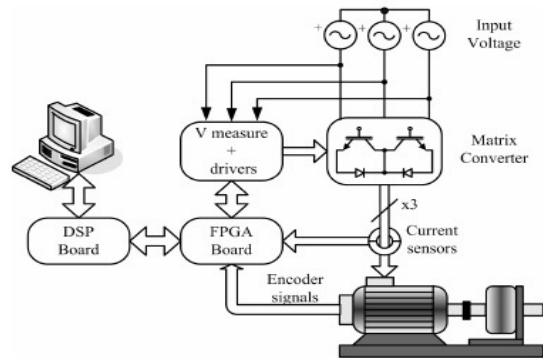 +
+
+
Input
Voltage
V measure
+
drivers
Matrix
Converter
x3
DSP
Board
FPGA
Board
Current
sensors
Encoder
signals